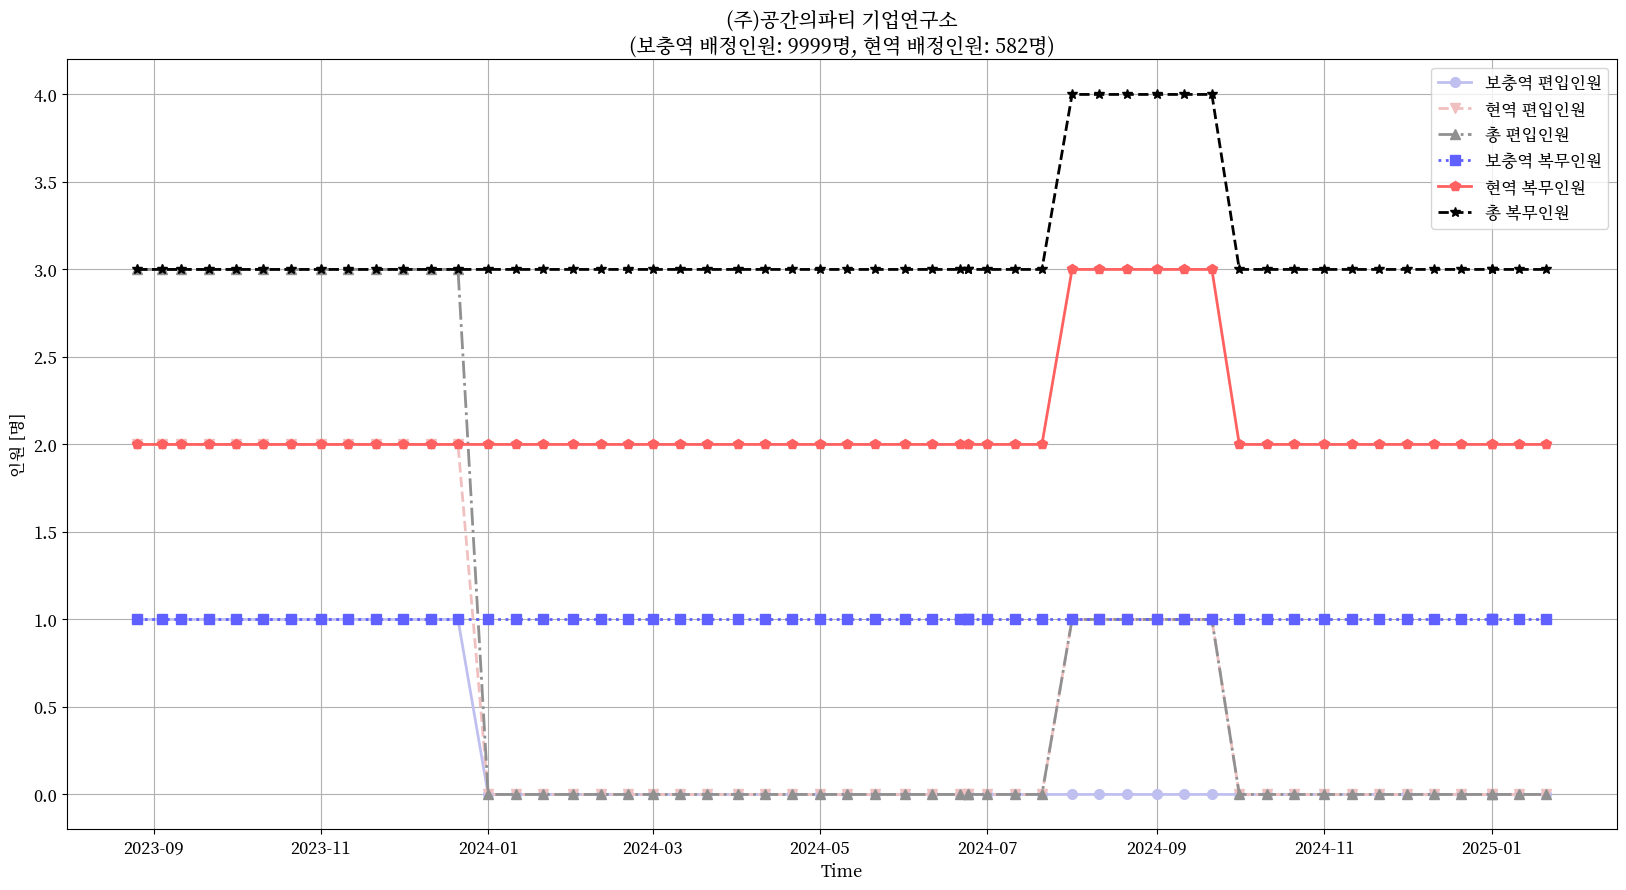 (주)공간의파티 기업연구소
(보충역 배정인원: 9999명, 현역 배정인원: 582명)
보충역 편입인원
현역 편입인원
총 편입인원
보충역 복무인원
현역 복무인원
총 복무인원
인원 [명]
4.0
3.5
3.0
2.5
2.0
1.5
1.0
0.5
0.0
2023-09
2023-11
2024-01
2024-03
2024-05
2024-07
2024-09
2024-11
2025-01
Time